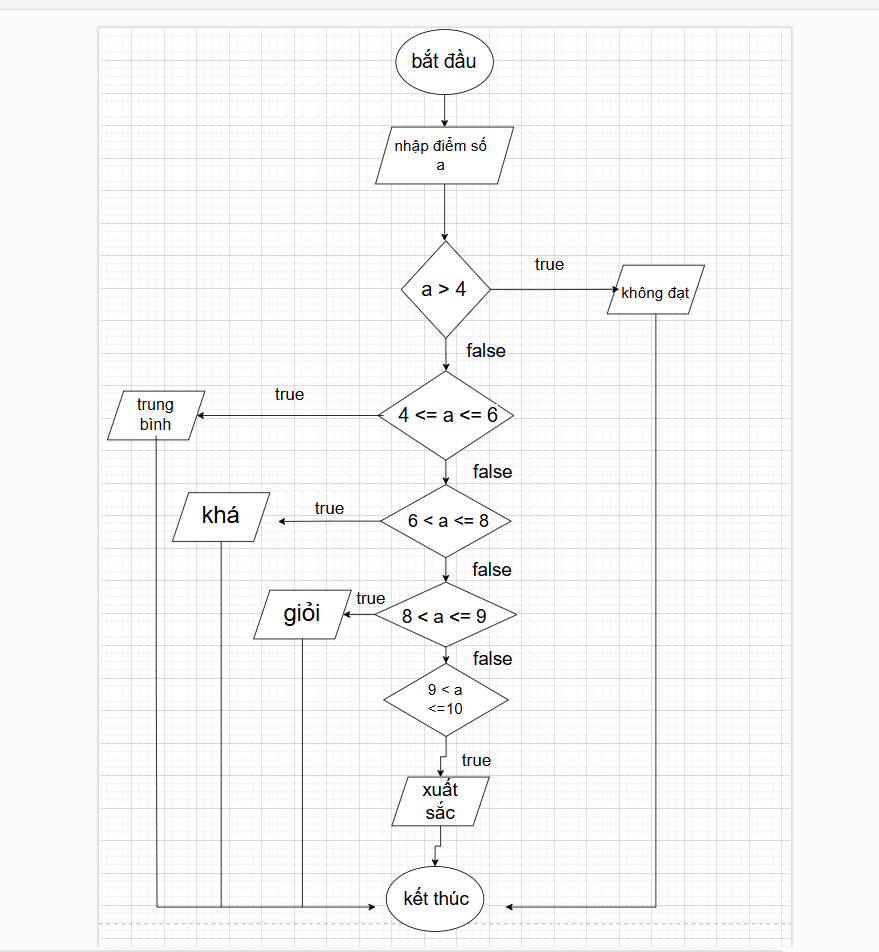 bắt đầu
nhập điểm số
a
true
a > 4
không đạt
false
true
trung
bình
4 <= a <= 6
false
true
khá
6 < a <= 8
false
true
giỏi
8 < a <= 9
false
9 < a
<=10
true
xuất
sắc
kết thúc